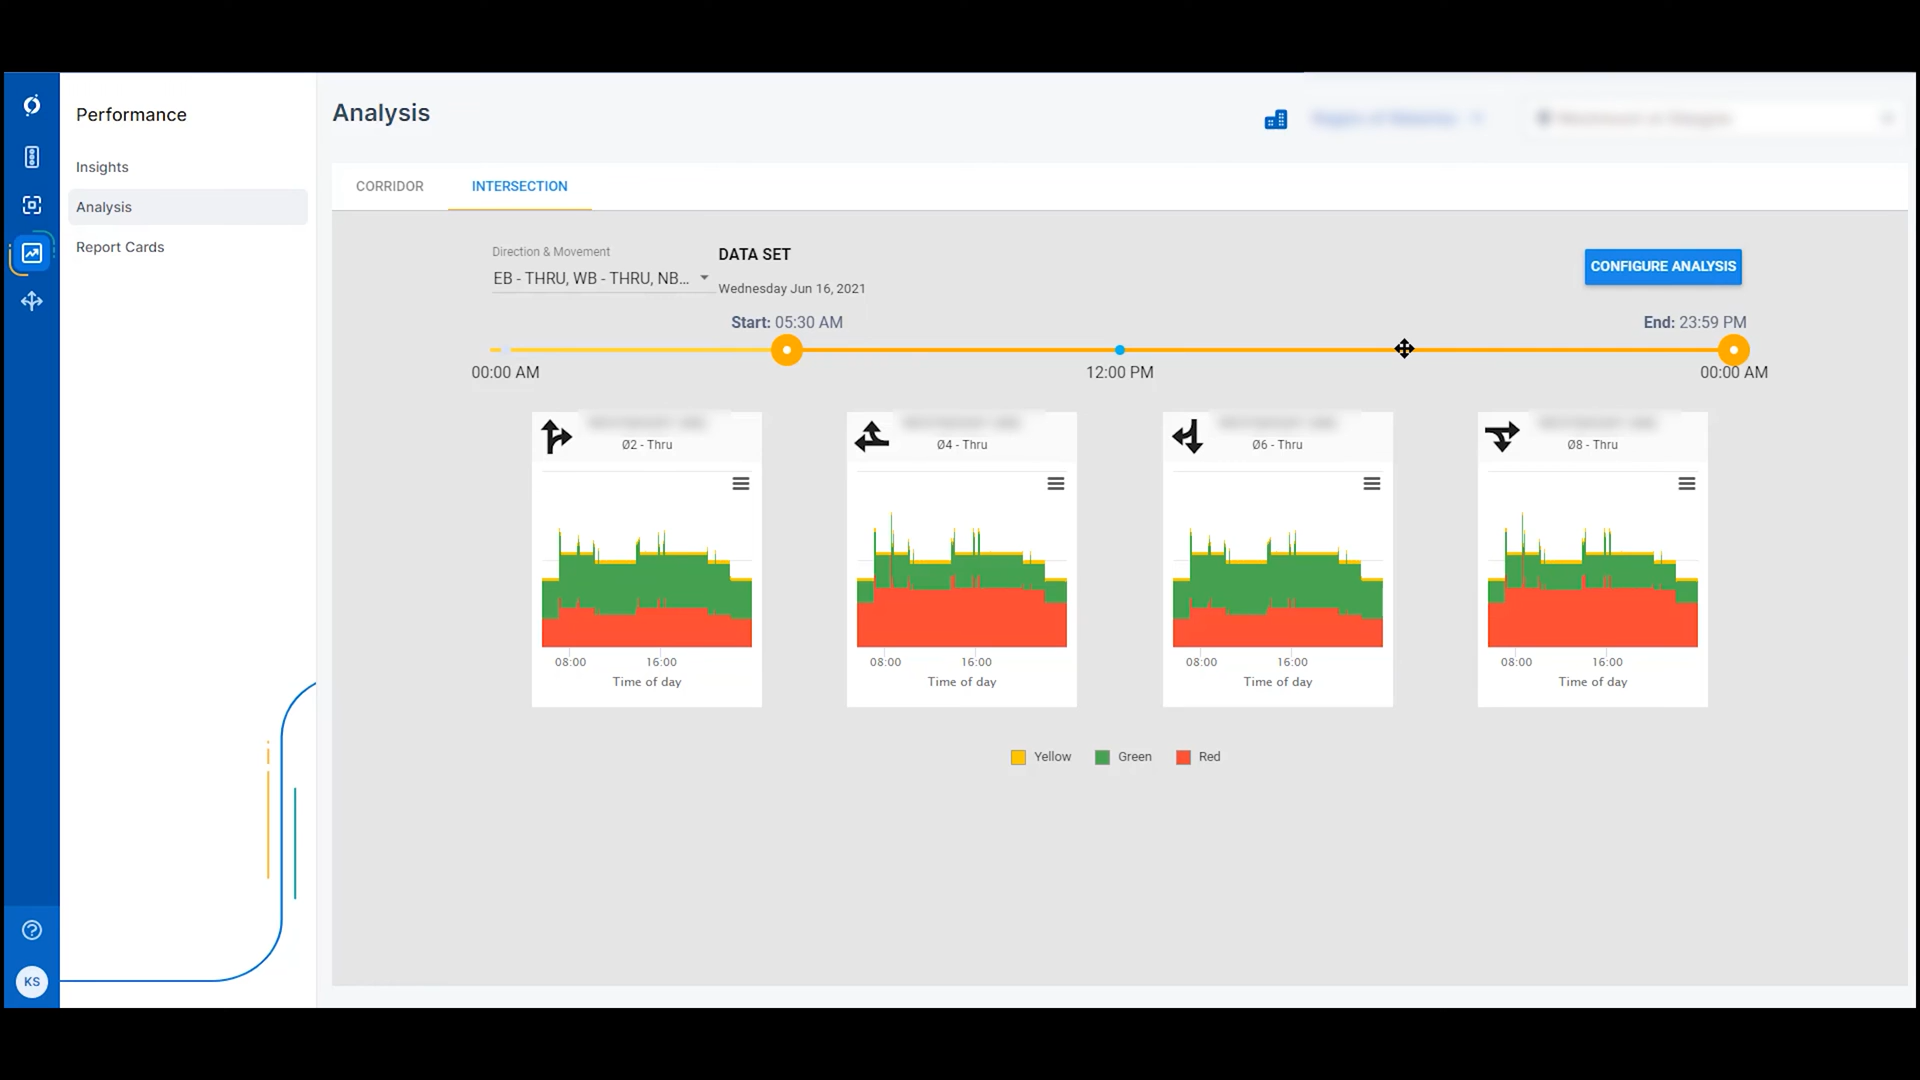 Performance
Insights
Analysis
Report Cards
KS
Analysis
CORRIDOR
INTERSECTION
Direction & Movement
EB - THRU, WB - THRU, NB...
DATA SET
Wednesday Jun 16, 2021
CONFIGURE ANALYSIS
Start: 05:30 AM
End: 23:59 PM
00:00 AM
12:00 PM
00:00 AM
Ø2 - Thru
08:00 16:00
Time of day
Ø4 - Thru
08:00 16:00
Time of day
Ø6 - Thru
08:00 16:00
Time of day
Ø8 - Thru
08:00 16:00
Time of day
Yellow Green Red